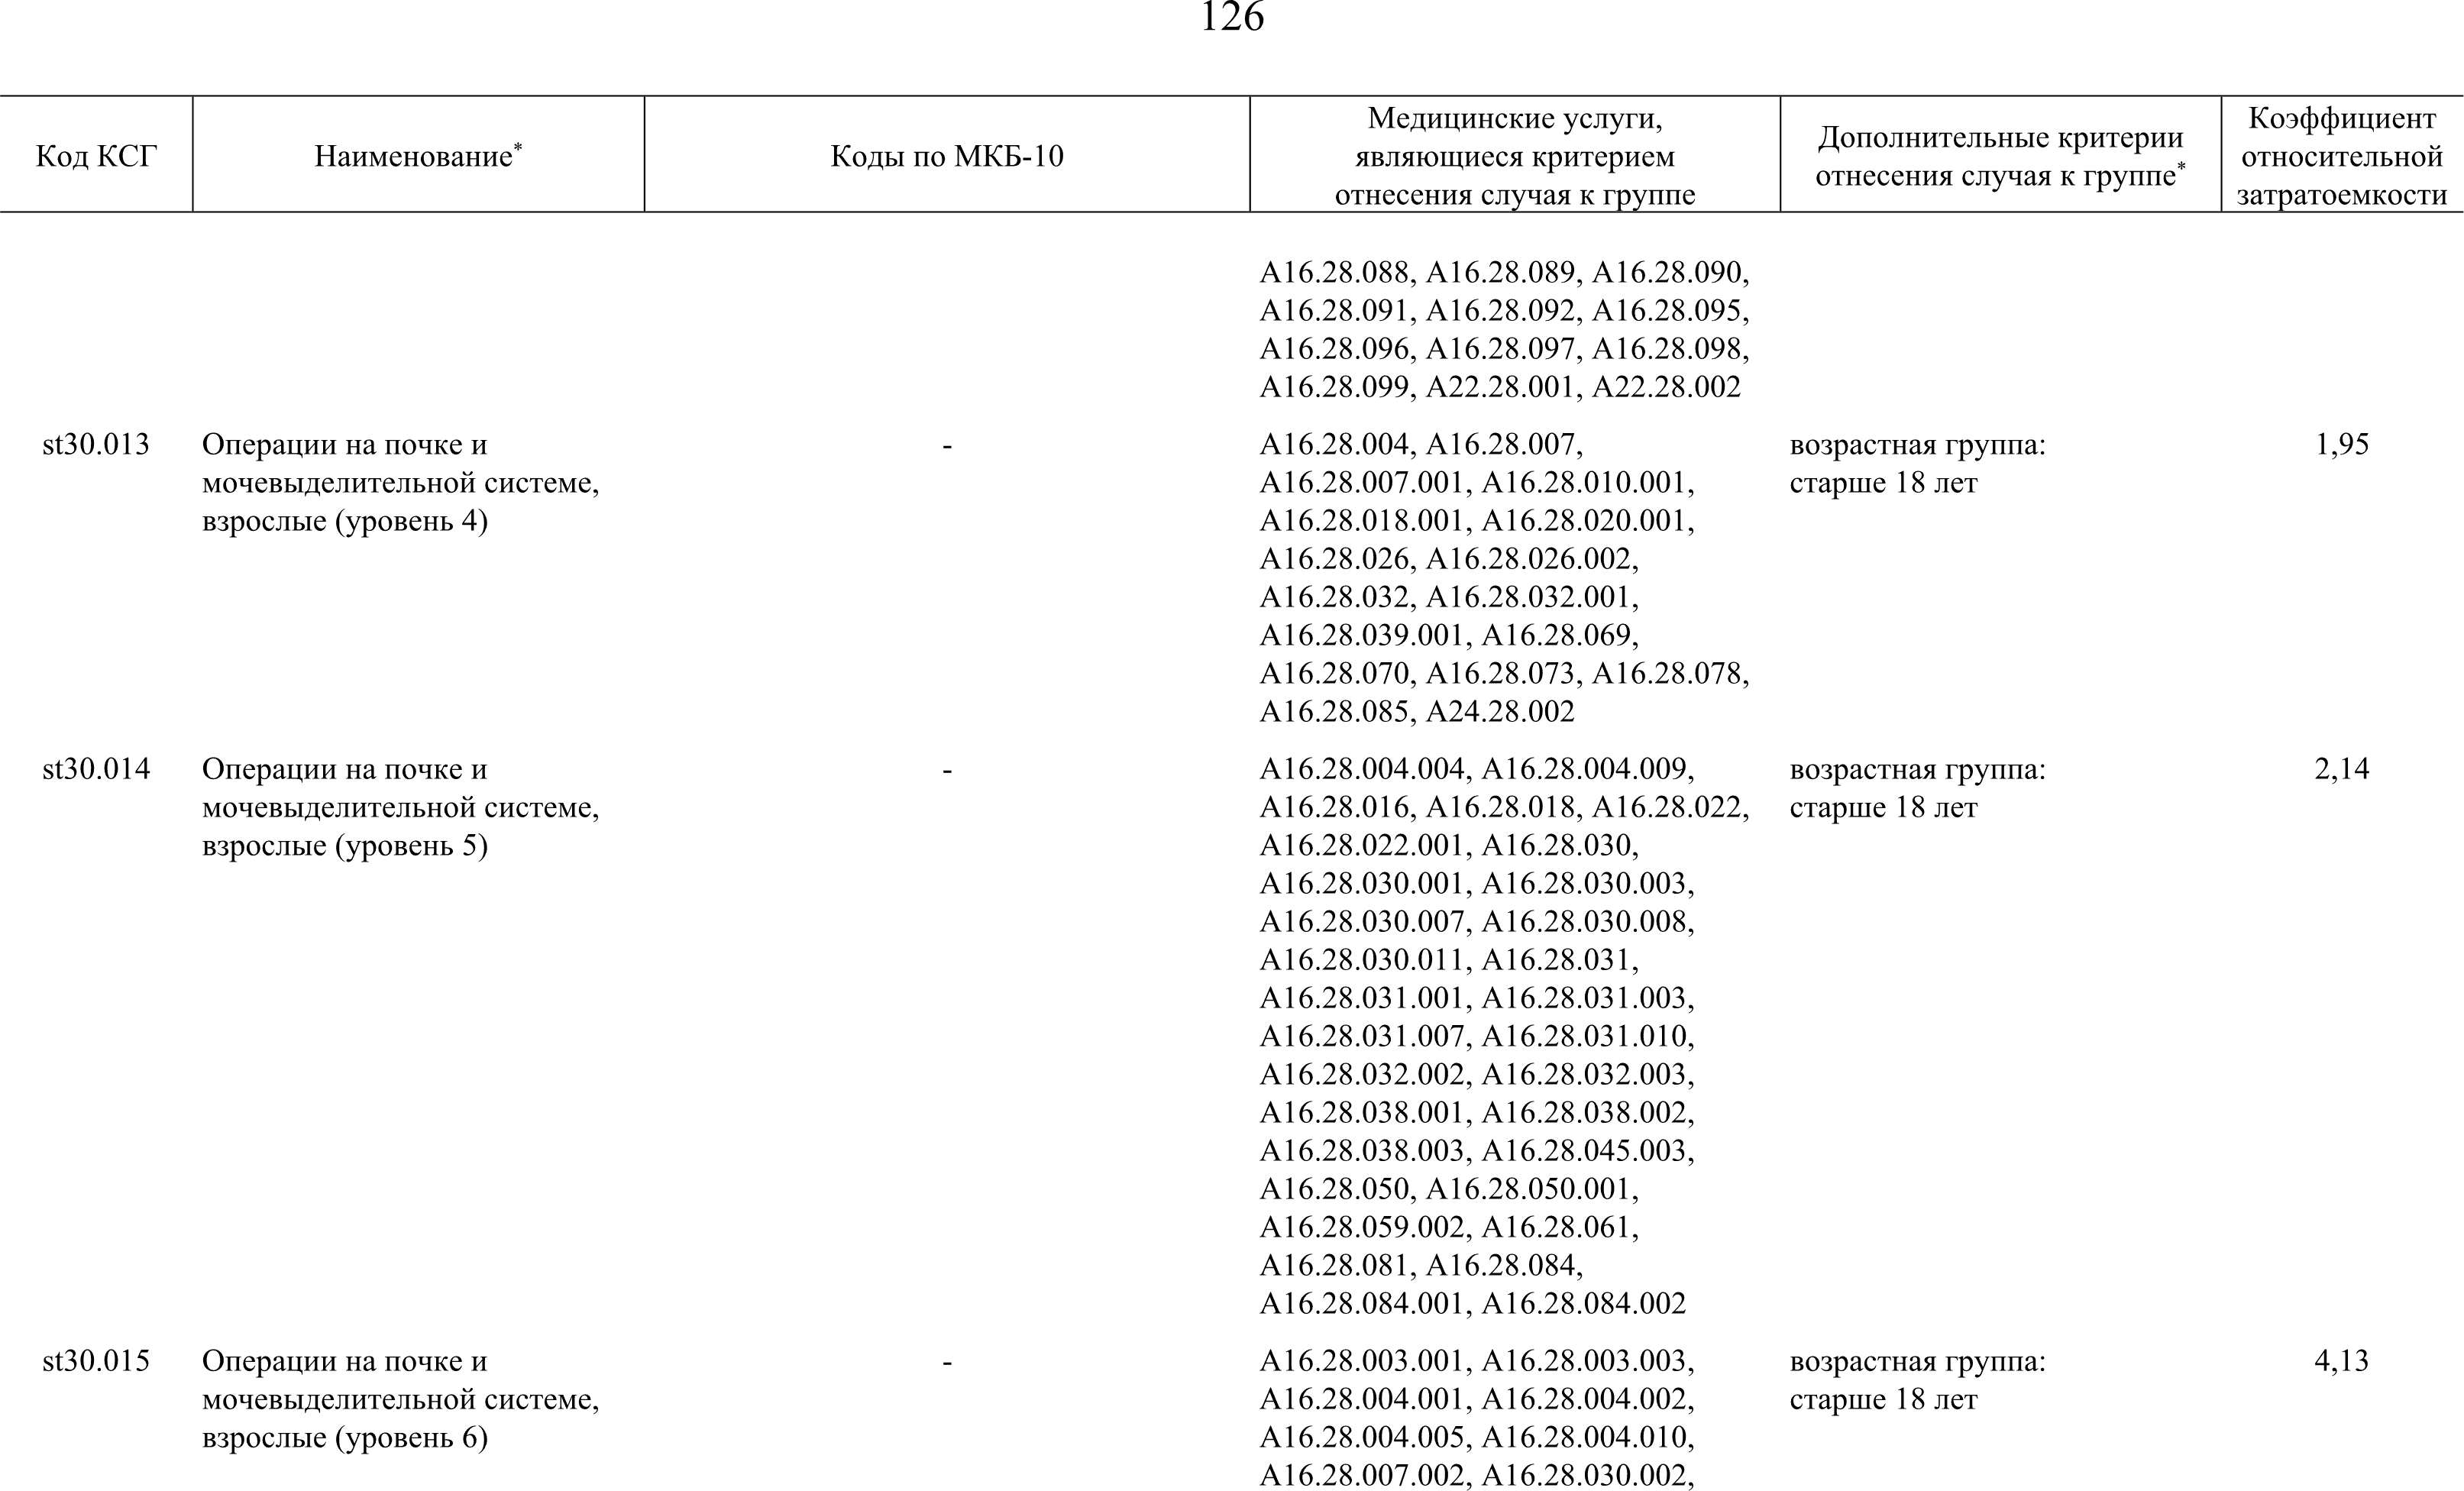 126
Код КСГ
Наименование*
Коды по МКБ-10
Медицинские услуги,
являющиеся критерием
отнесения случая к группе
Дополнительные критерии
отнесения случая к группе*
Коэффициент
относительной
затратоемкости
A16.28.088, A16.28.089, A16.28.090,
A16.28.091, A16.28.092, A16.28.095,
A16.28.096, A16.28.097, A16.28.098,
A16.28.099, A22.28.001, A22.28.002
st30.013
Операции на почке и
мочевыделительной системе,
взрослые (уровень 4)
-
A16.28.004, A16.28.007,
A16.28.007.001, A16.28.010.001,
A16.28.018.001, A16.28.020.001,
A16.28.026, A16.28.026.002,
A16.28.032, A16.28.032.001,
A16.28.039.001, A16.28.069,
A16.28.070, A16.28.073, A16.28.078,
A16.28.085, A24.28.002
возрастная группа:
старше 18 лет
1,95
st30.014
Операции на почке и
мочевыделительной системе,
взрослые (уровень 5)
-
A16.28.004.004, A16.28.004.009,
A16.28.016, A16.28.018, A16.28.022,
A16.28.022.001, A16.28.030,
A16.28.030.001, A16.28.030.003,
A16.28.030.007, A16.28.030.008,
A16.28.030.011, A16.28.031,
A16.28.031.001, A16.28.031.003,
A16.28.031.007, A16.28.031.010,
A16.28.032.002, A16.28.032.003,
A16.28.038.001, A16.28.038.002,
A16.28.038.003, A16.28.045.003,
A16.28.050, A16.28.050.001,
A16.28.059.002, A16.28.061,
A16.28.081, A16.28.084,
A16.28.084.001, A16.28.084.002
возрастная группа:
старше 18 лет
2,14
st30.015
Операции на почке и
мочевыделительной системе,
взрослые (уровень 6)
-
A16.28.003.001, A16.28.003.003,
A16.28.004.001, A16.28.004.002,
A16.28.004.005, A16.28.004.010,
A16.28.007.002, A16.28.030.002,
возрастная группа:
старше 18 лет
4,13